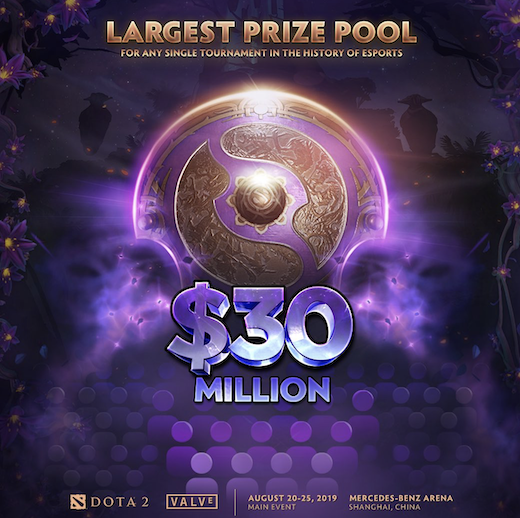 LARGEST PRIZE POOL
FOR ANY SINGLE TOURNAMENT IN THE HISTORY OF ESPORTS
$30
MILLION
DOTA 2
VALVE
AUGUST 20-25, 2019
MAIN EVENT
MERCEDES-BENZ ARENA
SHANGHAI, CHINA